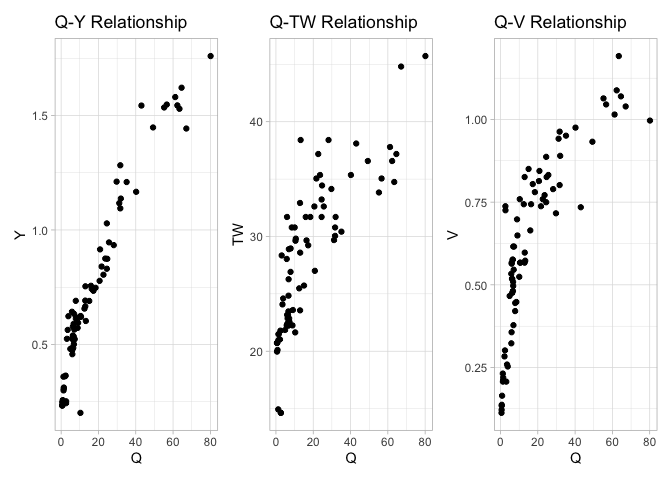 Q-Y Relationship
Y
1.5
1.0
0.5
0 20 40 60 80
Q
Q-TW Relationship
TW
40
30
20
0 20 40 60 80
Q
Q-V Relationship
V
1.00
0.75
0.50
0.25
0 20 40 60 80
Q